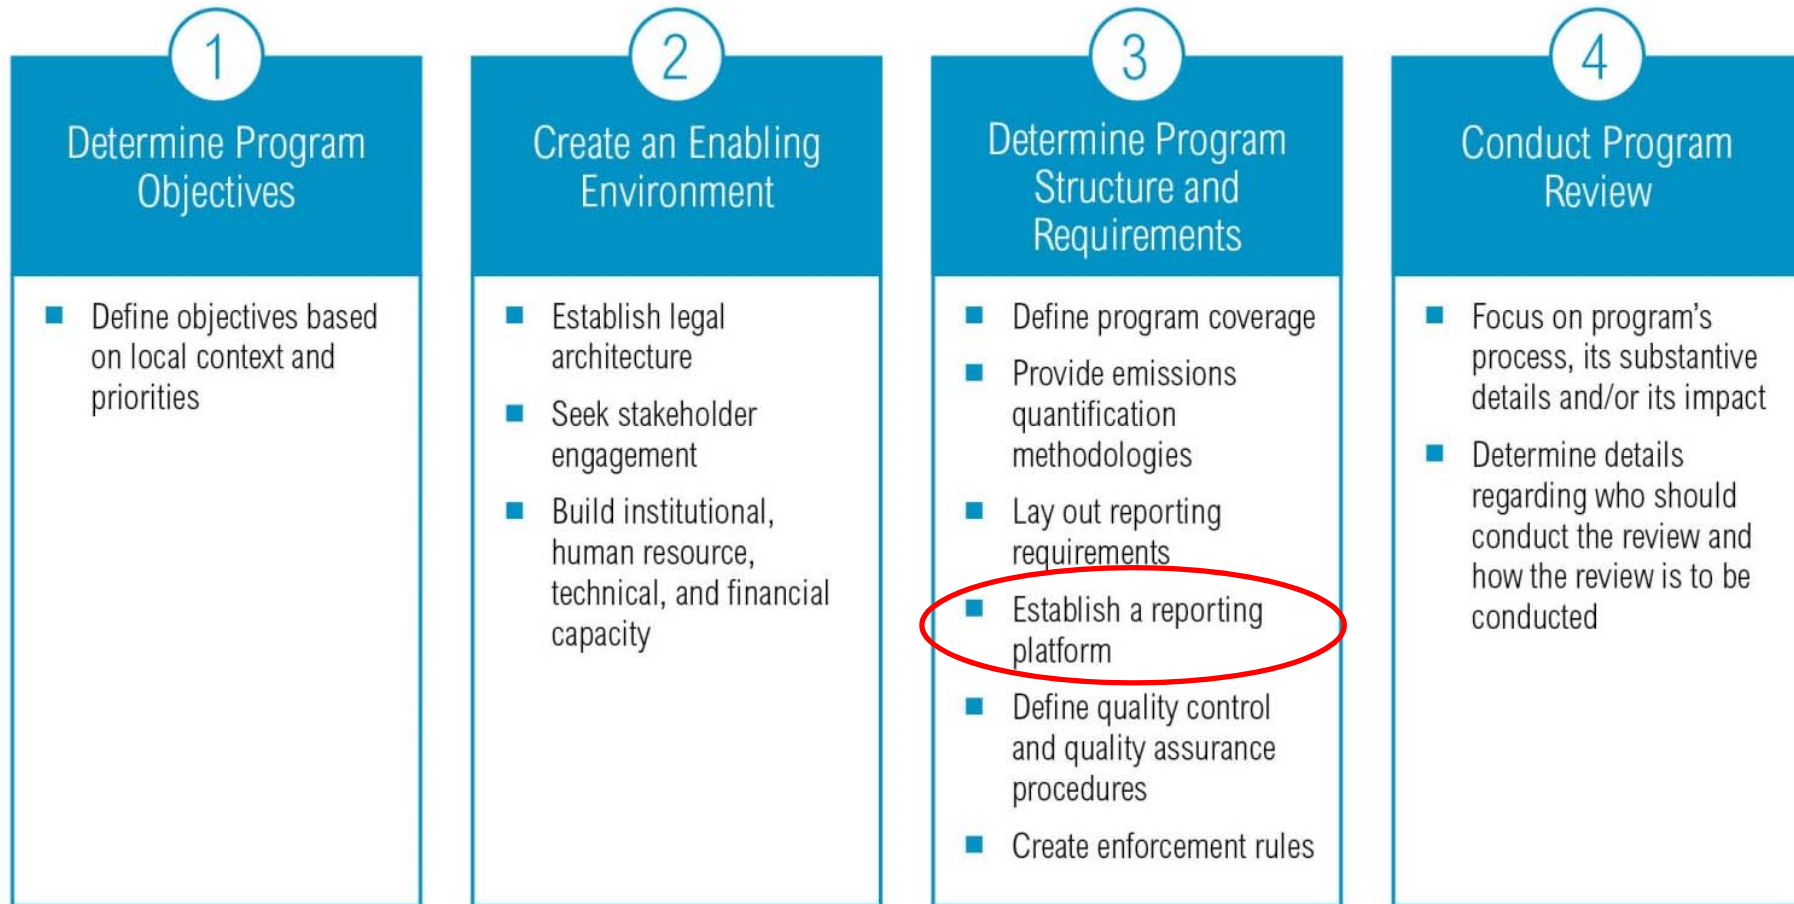 1
Determine Program
Objectives
■ Define objectives based
on local context and
priorities
2
Create an Enabling
Environment
■ Establish legal
architecture
■ Seek stakeholder
engagement
■ Build institutional,
human resource,
technical, and financial
capacity
3
Determine Program
Structure and
Requirements
■ Define program coverage
■ Provide emissions
quantification
methodologies
■ Lay out reporting
requirements
■ Establish a reporting
platform
■ Define quality control
and quality assurance
procedures
■ Create enforcement rules
4
Conduct Program
Review
■ Focus on program’s
process, its substantive
details and/or its impact
■ Determine details
regarding who should
conduct the review and
how the review is to be
conducted